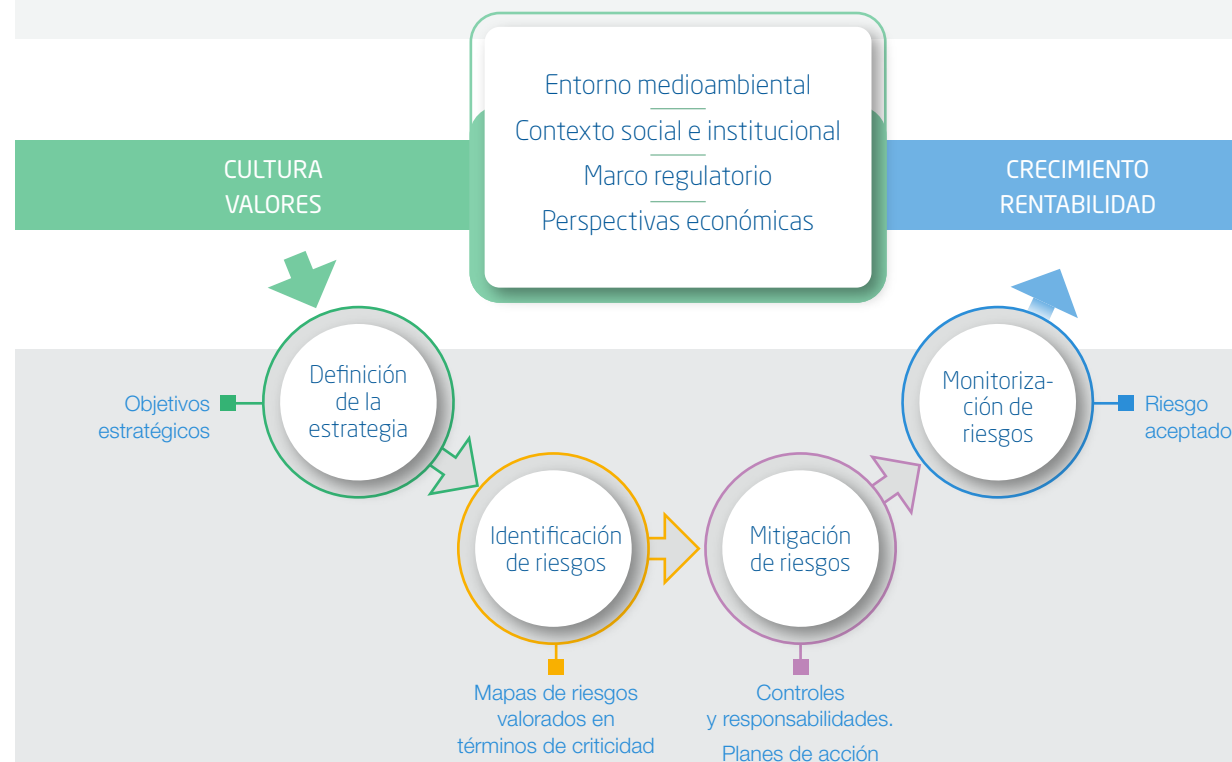 Entorno medioambiental
Contexto social e institucional
Marco regulatorio
Perspectivas económicas
CULTURA
VALORES
CRECIMIENTO
RENTABILIDAD
Definición
de la
estrategia
Objetivos
estratégicos
Identificación
de riesgos
Mapas de riesgos
valorados en
términos de criticidad
Mitigación
de riesgos
Controles
y responsabilidades.
Planes de acción
Monitoriza-
ción de
riesgos
Riesgo
aceptado